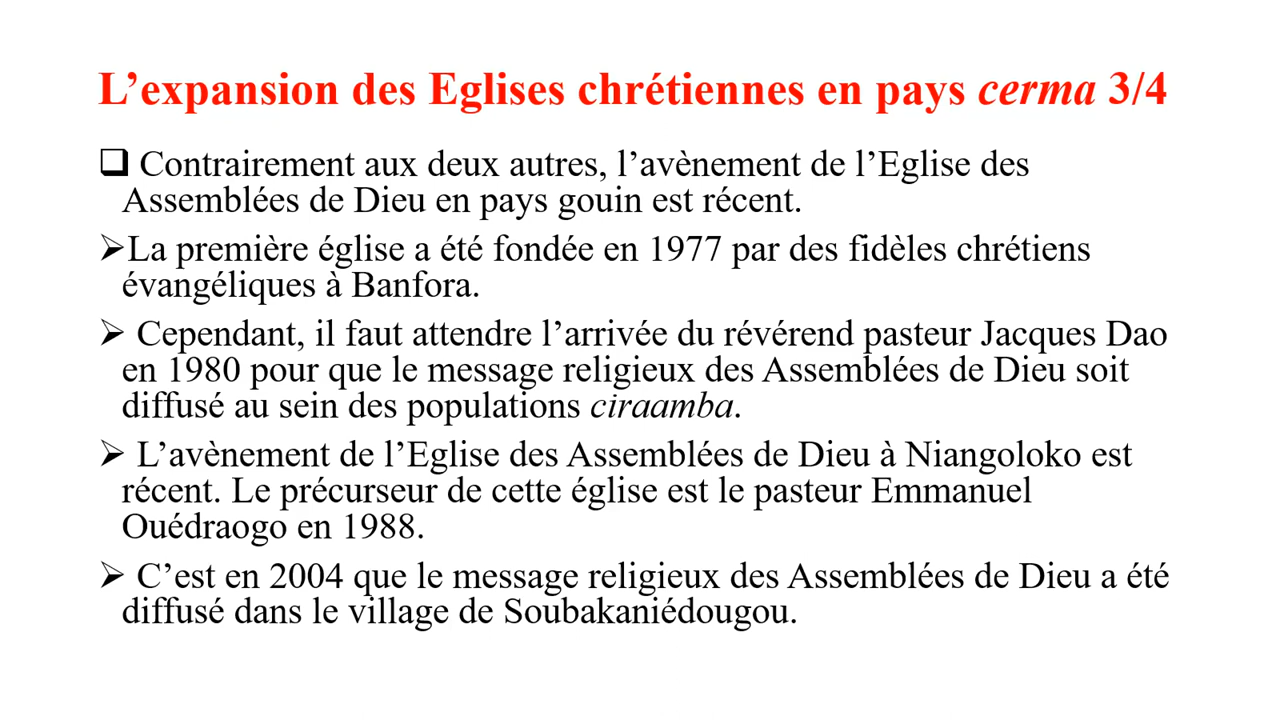 L’expansion des Eglises chrétiennes en pays cerma 3/4
❑ Contrairement aux deux autres, l’avènement de l’Eglise des
Assemblées de Dieu en pays gouin est récent.
➢La première église a été fondée en 1977 par des fidèles chrétiens
évangéliques à Banfora.
➢ Cependant, il faut attendre l’arrivée du révérend pasteur Jacques Dao
en 1980 pour que le message religieux des Assemblées de Dieu soit
diffusé au sein des populations ciraamba.
➢ L’avènement de l’Eglise des Assemblées de Dieu à Niangoloko est
récent. Le précurseur de cette église est le pasteur Emmanuel
Ouédraogo en 1988.
➢ C’est en 2004 que le message religieux des Assemblées de Dieu a été
diffusé dans le village de Soubakaniédougou.